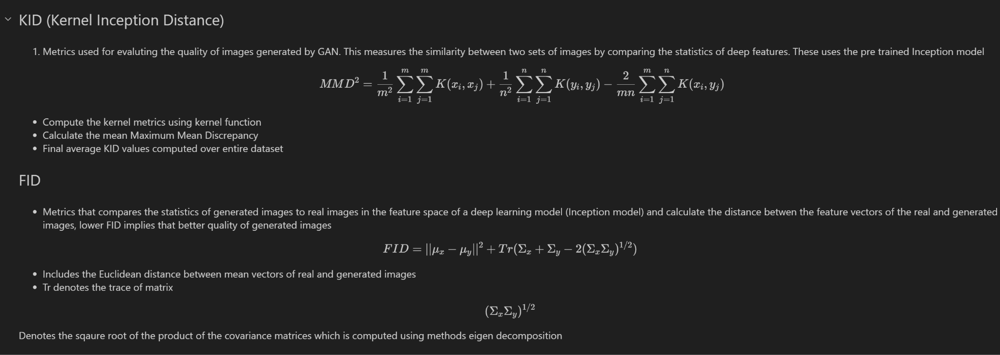 KID (Kernel Inception Distance)
1. Metrics used for evaluting the quality of images generated by GAN. This measures the similarity between two sets of images by comparing the statistics of deep features. These uses the pre trained Inception model
$MMD^2 = \frac{1}{m^2} \sum_{i=1}^{m} \sum_{j=1}^{m} K(x_i, x_j) + \frac{1}{n^2} \sum_{i=1}^{n} \sum_{j=1}^{n} K(y_i, y_j) - \frac{2}{mn} \sum_{i=1}^{m} \sum_{j=1}^{n} K(x_i, y_j)$
• Compute the kernel metrics using kernel function
• Calculate the mean Maximum Mean Discrepancy
• Final average KID values computed over entire dataset
FID
• Metrics that compares the statistics of generated images to real images in the feature space of a deep learning model (Inception model) and calculate the distance betwen the feature vectors of the real and generated
images, lower FID implies that better quality of generated images
$FID = ||\mu_x - \mu_y||^2 + Tr(\Sigma_x + \Sigma_y - 2(\Sigma_x \Sigma_y)^{1/2})$
• Includes the Euclidean distance between mean vectors of real and generated images
• Tr denotes the trace of matrix
$(\Sigma_x \Sigma_y)^{1/2}$
Denotes the sqaure root of the product of the covariance matrices which is computed using methods eigen decomposition